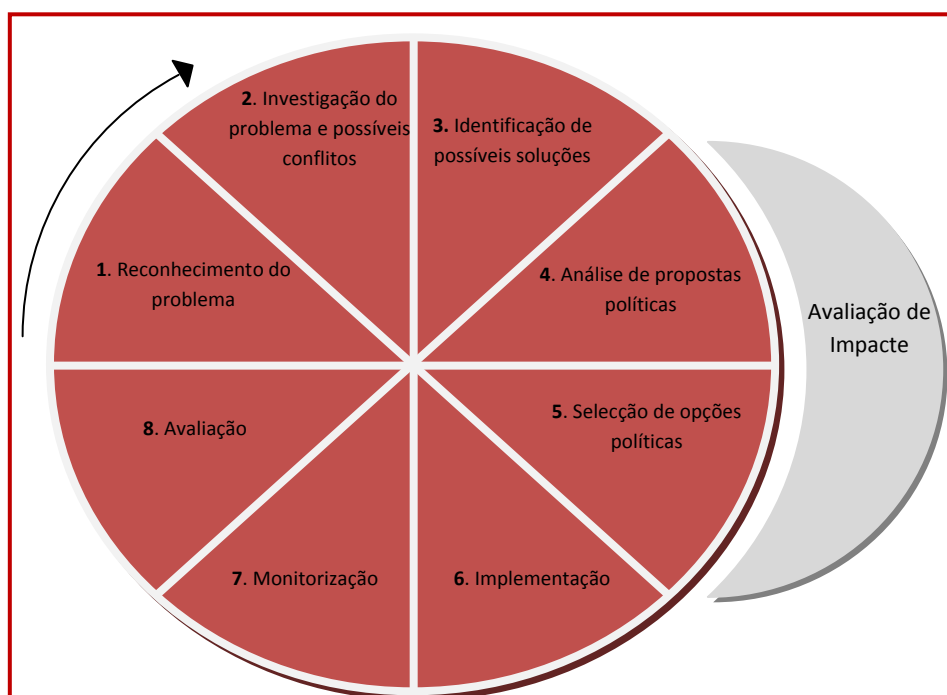 1. Reconhecimento do
problema
2. Investigação do
problema e possíveis
conflitos
3. Identificação de
possíveis soluções
4. Análise de propostas
políticas
5. Selecção de opções
políticas
6. Implementação
7. Monitorização
8. Avaliação
Avaliação de
Impacte